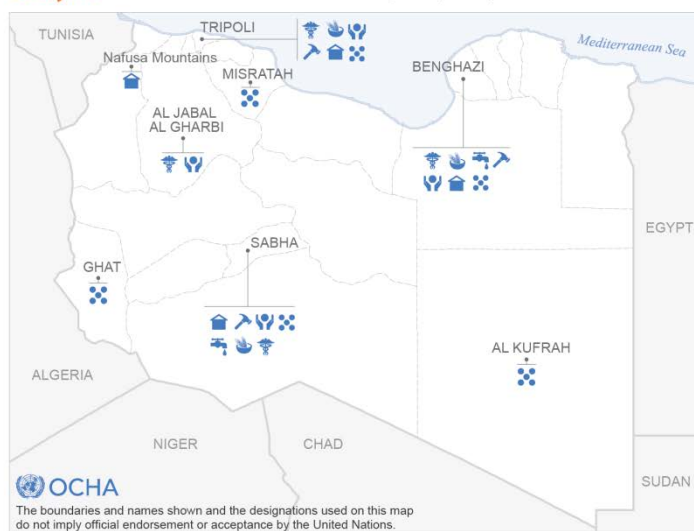 TUNISIA
TRIPOLI
Mediterranean Sea
Nafusa Mountains
MISRATAH
BENGHAZI
AL JABAL
AL GHARBI
EGYPT
SABHA
GHAT
AL KUFRAH
ALGERIA
NIGER
CHAD
SUDAN
OCHA
The boundaries and names shown and the designations used on this map
do not imply official endorsement or acceptance by the United Nations.